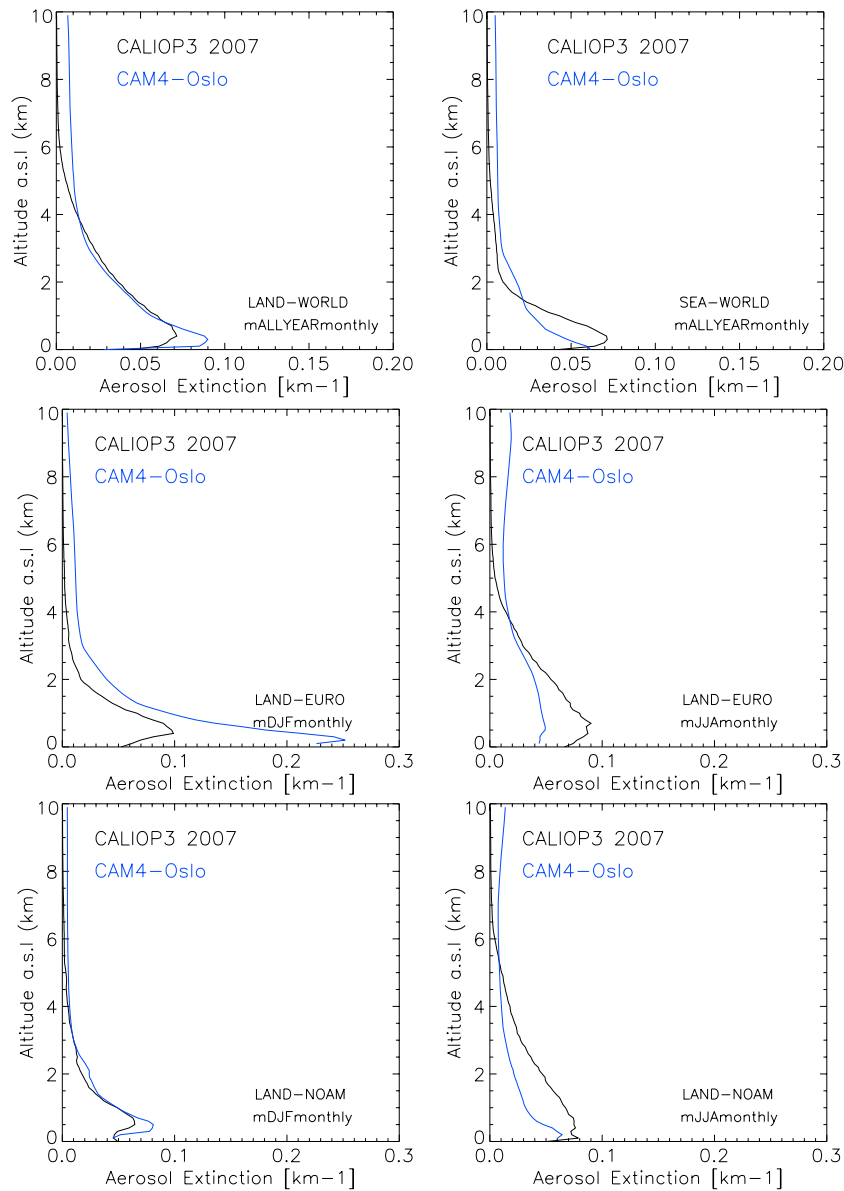 10
8
6
4
2
0
Altitude a.s.l (km)
CALIOP3 2007
CAM4-Oslo
LAND-WORLD
mALLYEARmonthly
0.00 0.05 0.10 0.15 0.20
Aerosol Extinction [km-1]
10
8
6
4
2
0
Altitude a.s.l (km)
CALIOP3 2007
CAM4-Oslo
SEA-WORLD
mALLYEARmonthly
0.00 0.05 0.10 0.15 0.20
Aerosol Extinction [km-1]
10
8
6
4
2
0
Altitude a.s.l (km)
CALIOP3 2007
CAM4-Oslo
LAND-EURO
mDJFmonthly
0.0 0.1 0.2 0.3
Aerosol Extinction [km-1]
10
8
6
4
2
0
Altitude a.s.l (km)
CALIOP3 2007
CAM4-Oslo
LAND-EURO
mJJAmonthly
0.0 0.1 0.2 0.3
Aerosol Extinction [km-1]
10
8
6
4
2
0
Altitude a.s.l (km)
CALIOP3 2007
CAM4-Oslo
LAND-NOAM
mDJFmonthly
0.0 0.1 0.2 0.3
Aerosol Extinction [km-1]
10
8
6
4
2
0
Altitude a.s.l (km)
CALIOP3 2007
CAM4-Oslo
LAND-NOAM
mJJAmonthly
0.0 0.1 0.2 0.3
Aerosol Extinction [km-1]